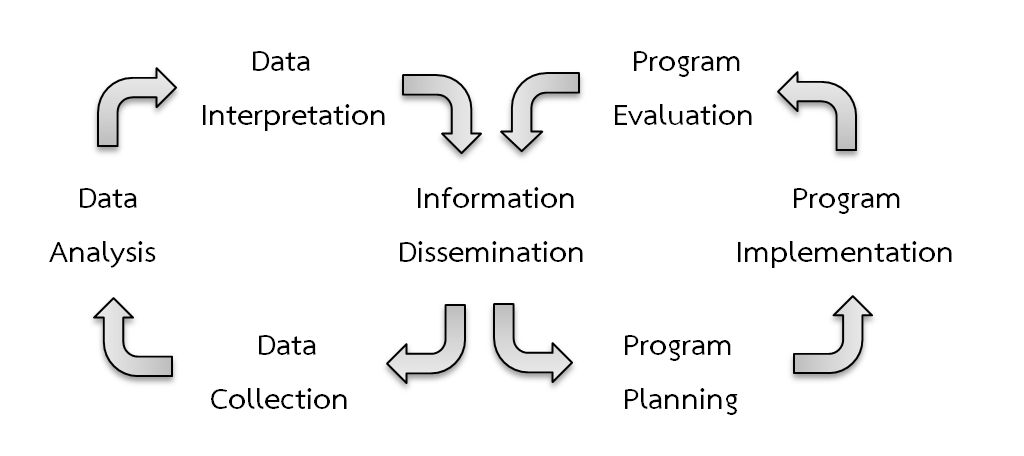 Data
Interpretation
Program
Evaluation
Data
Analysis
Information
Dissemination
Program
Implementation
Data
Collection
Program
Planning